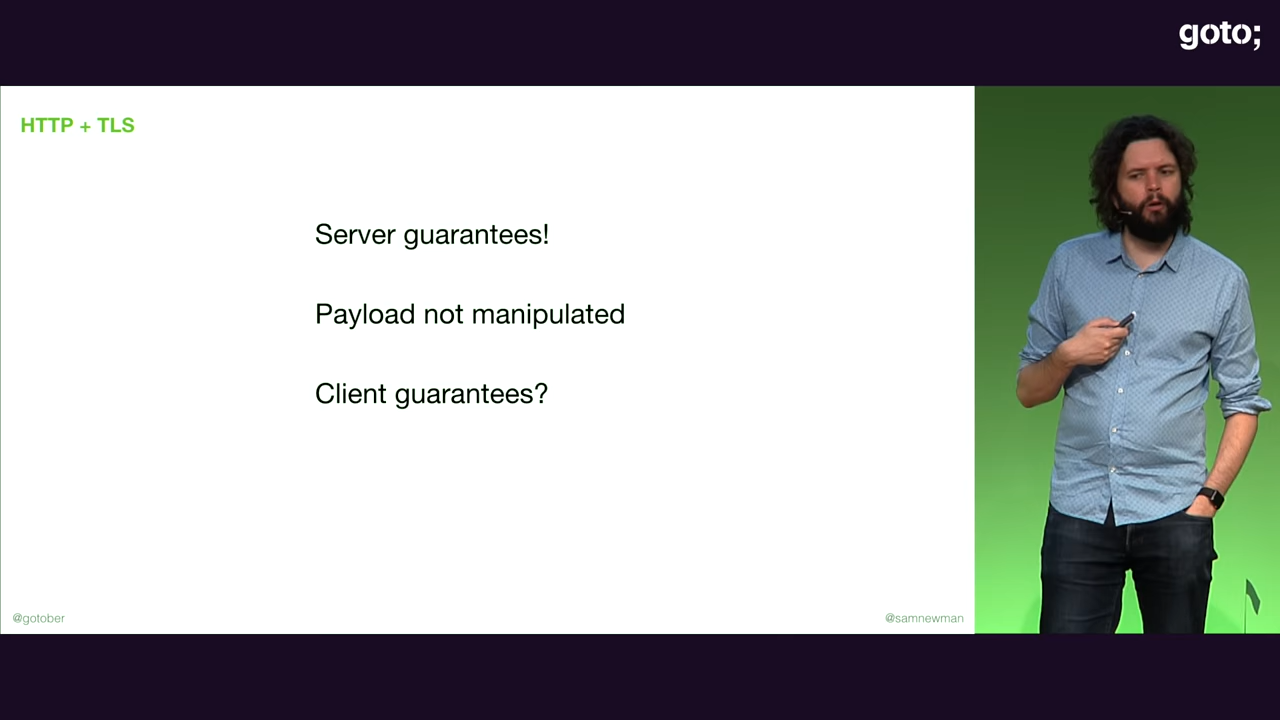 goto;
HTTP + TLS
Server guarantees!
Payload not manipulated
Client guarantees?
@gotober
@samnewman